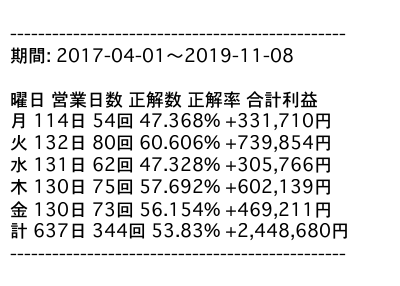 ------------------------------------------------
期間: 2017-04-01〜2019-11-08
曜日 営業日数 正解数 正解率 合計利益
月 114日 54回 47.368% +331,710円
火 132日 80回 60.606% +739,854円
水 131日 62回 47.328% +305,766円
木 130日 75回 57.692% +602,139円
金 130日 73回 56.154% +469,211円
計 637日 344回 53.83% +2,448,680円
------------------------------------------------